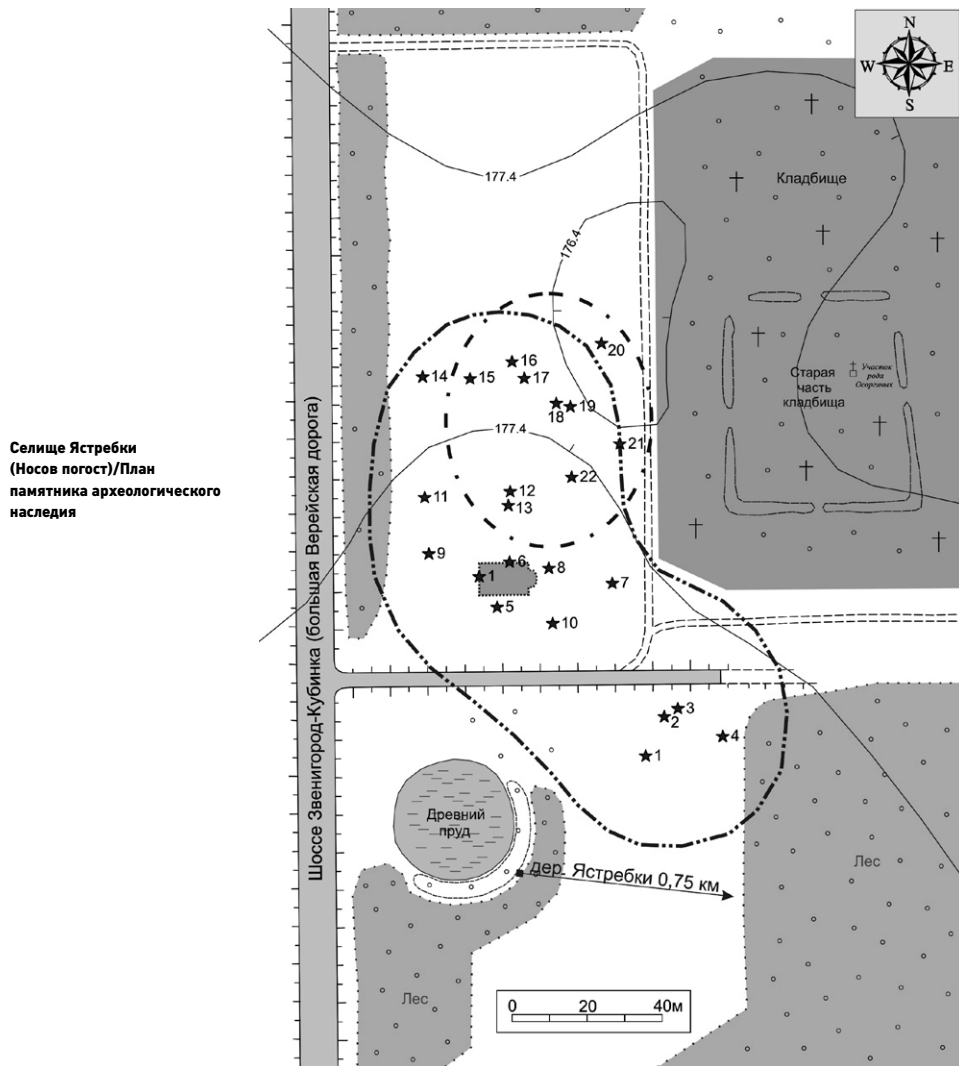 N
W E
S
Кладбище
177.4
176.4
20
16
14
15
17
Старая
часть
кладбища
Участок
рода
Осоргиных
18
19
177.4
21
22
12
11
13
Селище Ястребки
(Носов погост)/План
памятника археологического
наследия
Шоссе Звенигород-Кубинка (большая Верейская дорога)
9
6
8
1
7
5
10
3
2
4
1
Древний
пруд
дер. Ястребки 0,75 км
Лес
Лес
0 20 40м